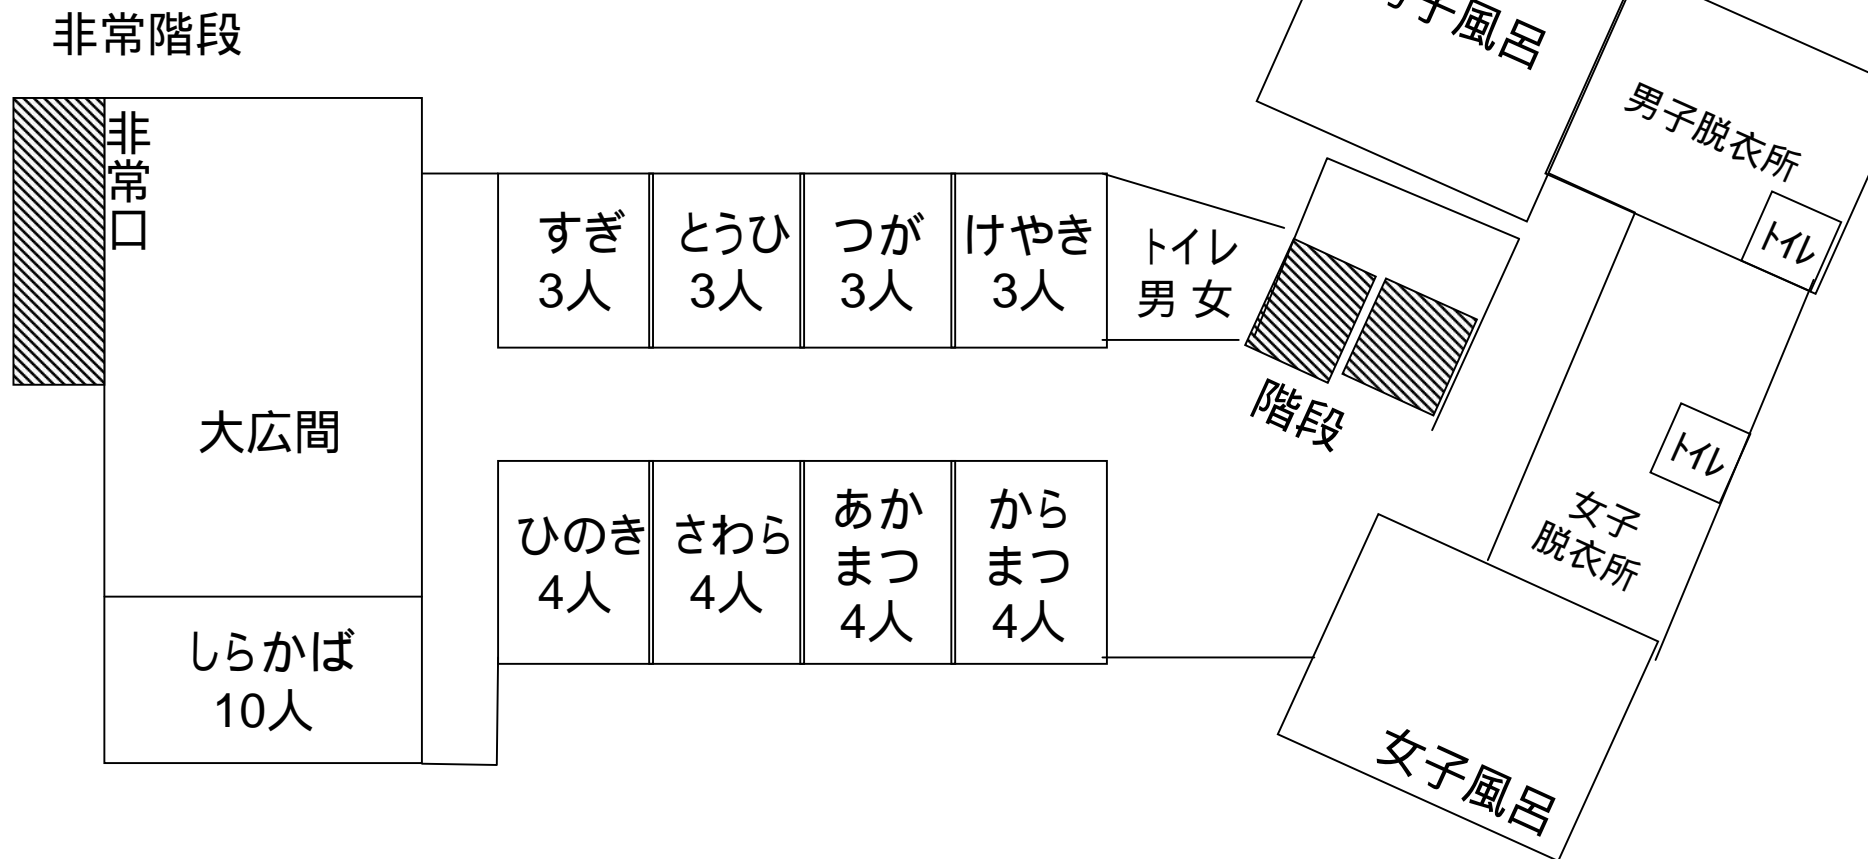 非常階段
非常口
大広間
しらかば
10人
すぎ
3人
とうひ
3人
つが
3人
けやき
3人
トイレ
男 女
ひのき
4人
さわら
4人
あか
まつ
4人
から
まつ
4人
階段
子風呂
男子脱衣所
トイレ
トイレ
女子
脱衣所
女子風呂